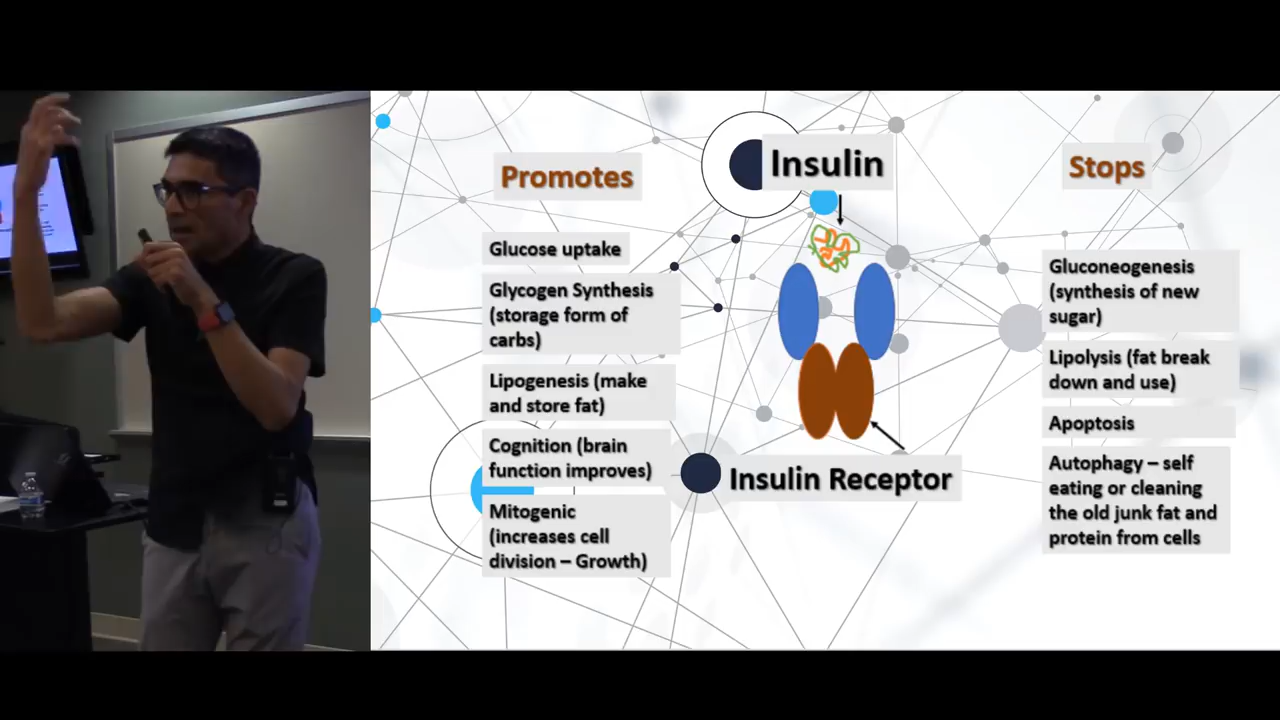 Insulin
Promotes
Stops
Glucose uptake
Glycogen Synthesis
(storage form of
carbs)
Lipogenesis (make
and store fat)
Cognition (brain
function improves)
Mitogenic
(increases cell
division – Growth)
Insulin Receptor
Gluconeogenesis
(synthesis of new
sugar)
Lipolysis (fat break
down and use)
Apoptosis
Autophagy – self
eating or cleaning
the old junk fat and
protein from cells